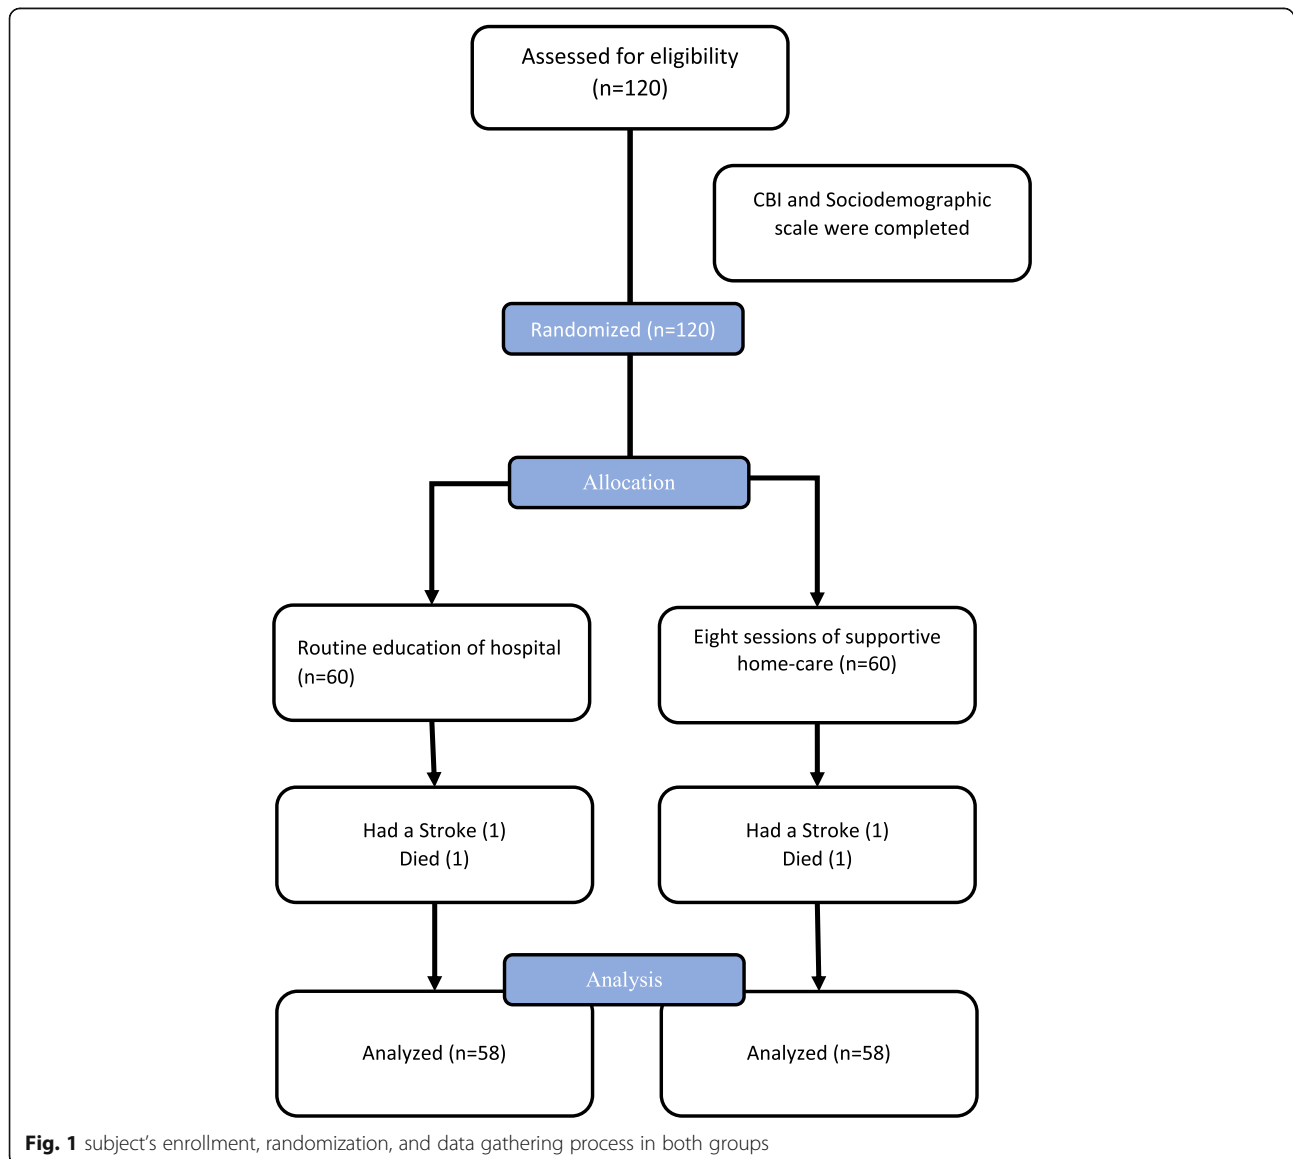 Assessed for eligibility
(n=120)
CBI and Sociodemographic
scale were completed
Randomized (n=120)
Allocation
Routine education of hospital
(n=60)
Eight sessions of supportive
home-care (n=60)
Had a Stroke (1)
Died (1)
Had a Stroke (1)
Died (1)
Analysis
Analyzed (n=58)
Analyzed (n=58)
Fig. 1 subject's enrollment, randomization, and data gathering process in both groups